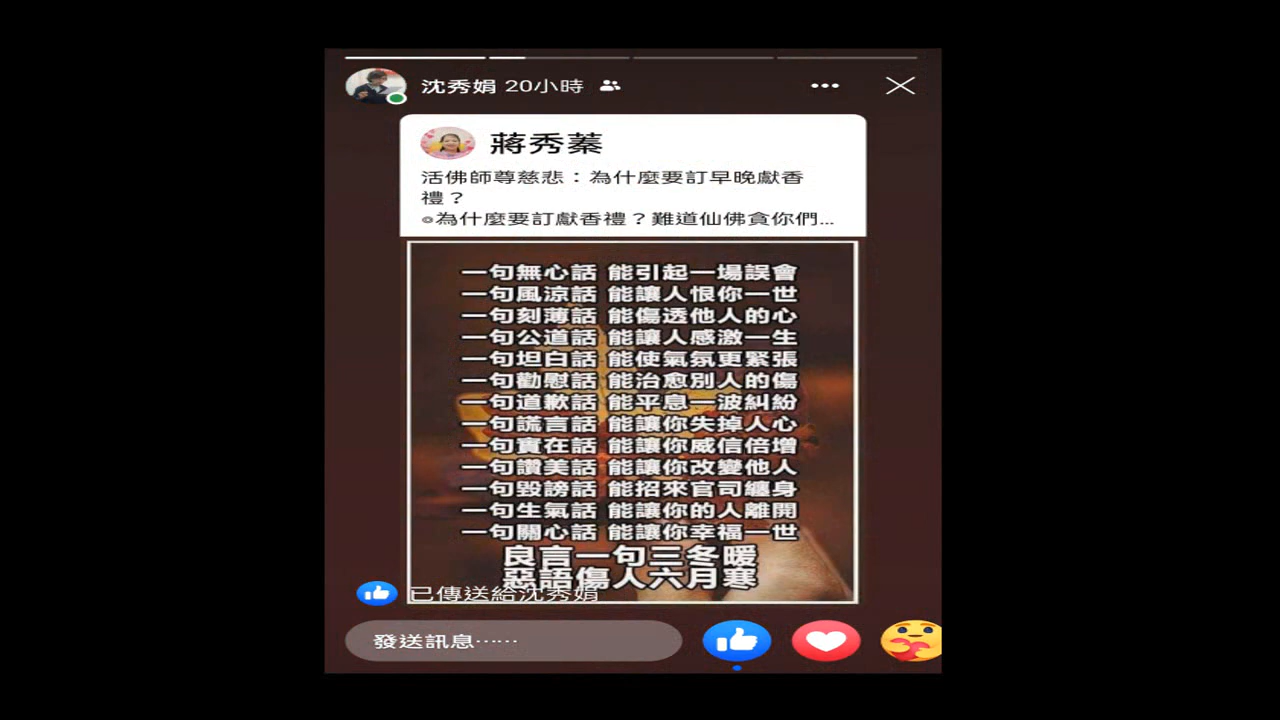 沈秀娟 20小時
蔣秀蓁
活佛師尊慈悲：為什麼要訂早晚獻香
禮？
◎為什麼要訂獻香禮？難道仙佛貪你們...
一句無心話 能引起一場誤會
一句風涼話 能讓人恨你一世
一句刻薄話 能傷透他人的心
一句公道話 能讓人感激一生
一句坦白話 能使氣氛更緊張
一句勸慰話 能治愈別人的傷
一句道歉話 能平息一波糾紛
一句謊言話 能讓你失掉人心
一句實在話 能讓你威信倍增
一句讚美話 能讓你改變他人
一句毀謗話 能招來官司纏身
一句生氣話 能讓你的人離開
一句關心話 能讓你幸福一世
良言一句三冬暖
惡語傷人六月寒
已傳送給沈秀娟
發送訊息……